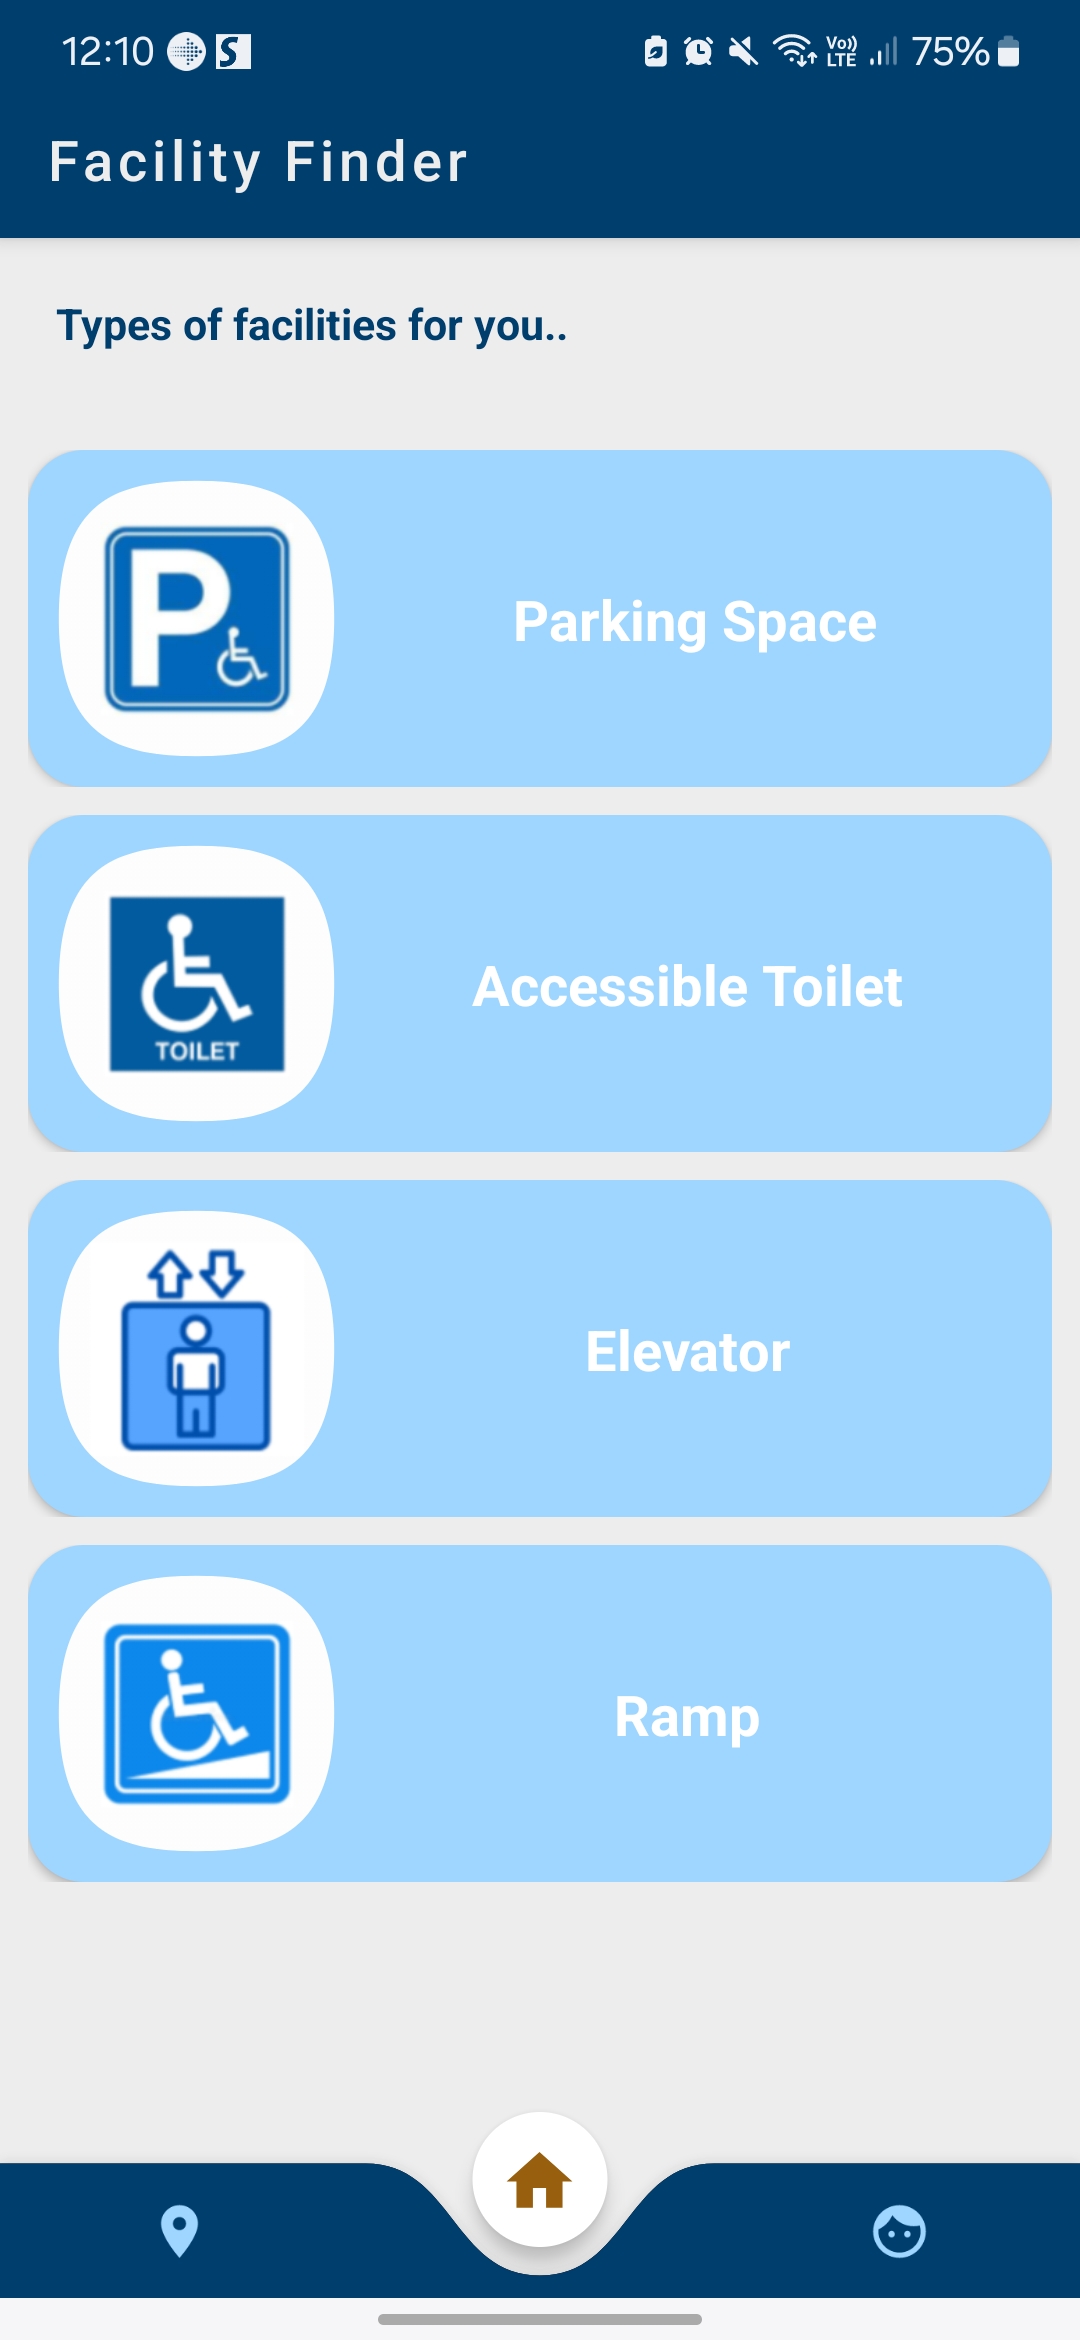 12:10 S Vo)) LTE 75%
Facility Finder
Types of facilities for you..
P
Parking Space
TOILET
Accessible Toilet
Elevator
Ramp